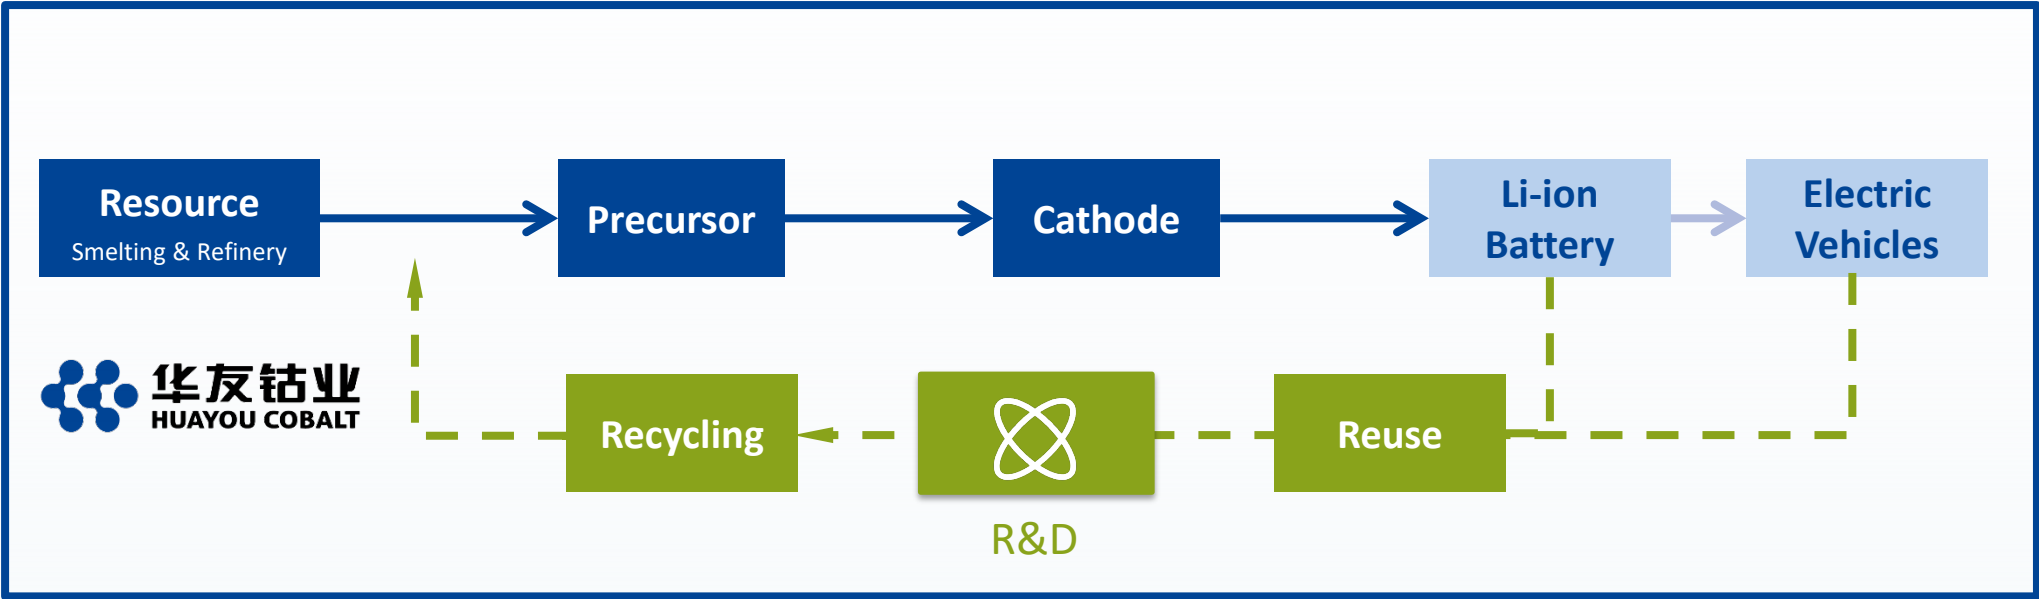 Resource
Smelting & Refinery
Precursor
Cathode
Li-ion
Battery
Electric
Vehicles
华友钴业
HUAYOU COBALT
Recycling
Reuse
R&D